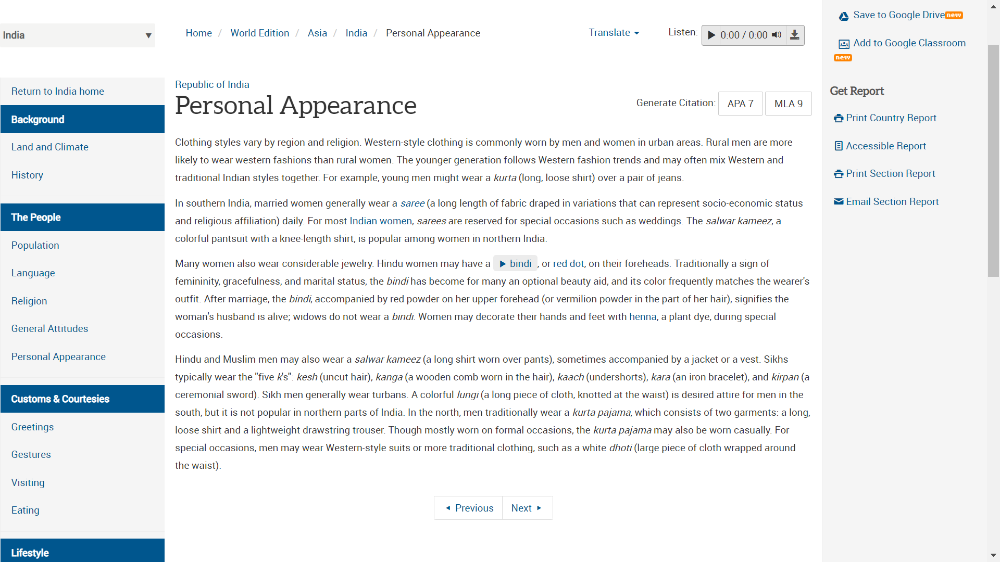 India
Home / World Edition / Asia / India / Personal Appearance
Translate
Listen:
0:00 / 0:00
Return to India home
Background
Land and Climate
History
The People
Population
Language
Religion
General Attitudes
Personal Appearance
Customs & Courtesies
Greetings
Gestures
Visiting
Eating
Lifestyle
Republic of India
Personal Appearance
Generate Citation: APA 7 MLA 9
Clothing styles vary by region and religion. Western-style clothing is commonly worn by men and women in urban areas. Rural men are more
likely to wear western fashions than rural women. The younger generation follows Western fashion trends and may often mix Western and
traditional Indian styles together. For example, young men might wear a kurta (long, loose shirt) over a pair of jeans.
In southern India, married women generally wear a saree (a long length of fabric draped in variations that can represent socio-economic status
and religious affiliation) daily. For most Indian women, sarees are reserved for special occasions such as weddings. The salwar kameez, a
colorful pantsuit with a knee-length shirt, is popular among women in northern India.
Many women also wear considerable jewelry. Hindu women may have a bindi , or red dot, on their foreheads. Traditionally a sign of
femininity, gracefulness, and marital status, the bindi has become for many an optional beauty aid, and its color frequently matches the wearer's
outfit. After marriage, the bindi, accompanied by red powder on her upper forehead (or vermilion powder in the part of her hair), signifies the
woman's husband is alive; widows do not wear a bindi. Women may decorate their hands and feet with henna, a plant dye, during special
occasions.
Hindu and Muslim men may also wear a salwar kameez (a long shirt worn over pants), sometimes accompanied by a jacket or a vest. Sikhs
typically wear the "five k's": kesh (uncut hair), kanga (a wooden comb worn in the hair), kaach (undershorts), kara (an iron bracelet), and kirpan (a
ceremonial sword). Sikh men generally wear turbans. A colorful lungi (a long piece of cloth, knotted at the waist) is desired attire for men in the
south, but it is not popular in northern parts of India. In the north, men traditionally wear a kurta pajama, which consists of two garments: a long,
loose shirt and a lightweight drawstring trouser. Though mostly worn on formal occasions, the kurta pajama may also be worn casually. For
special occasions, men may wear Western-style suits or more traditional clothing, such as a white dhoti (large piece of cloth wrapped around
the waist).
Previous
Next
Save to Google Drive new
Add to Google Classroom
new
Get Report
Print Country Report
Accessible Report
Print Section Report
Email Section Report